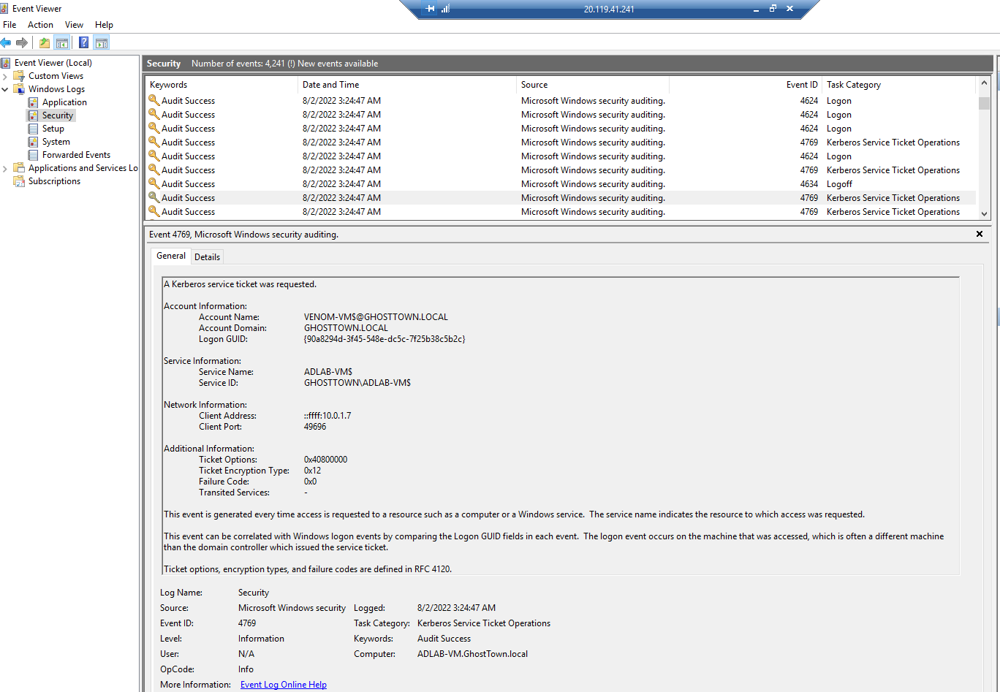 Event Viewer
20.119.41.241
File Action View Help
Event Viewer (Local)
Custom Views
Windows Logs
Application
Security
Setup
System
Forwarded Events
Applications and Services Lo
Subscriptions
Security Number of events: 4,241 (!) New events available
Keywords Date and Time Source Event ID Task Category
Audit Success 8/2/2022 3:24:47 AM Microsoft Windows security auditing. 4624 Logon
Audit Success 8/2/2022 3:24:47 AM Microsoft Windows security auditing. 4624 Logon
Audit Success 8/2/2022 3:24:47 AM Microsoft Windows security auditing. 4624 Logon
Audit Success 8/2/2022 3:24:47 AM Microsoft Windows security auditing. 4769 Kerberos Service Ticket Operations
Audit Success 8/2/2022 3:24:47 AM Microsoft Windows security auditing. 4624 Logon
Audit Success 8/2/2022 3:24:47 AM Microsoft Windows security auditing. 4769 Kerberos Service Ticket Operations
Audit Success 8/2/2022 3:24:47 AM Microsoft Windows security auditing. 4634 Logoff
Audit Success 8/2/2022 3:24:47 AM Microsoft Windows security auditing. 4769 Kerberos Service Ticket Operations
Audit Success 8/2/2022 3:24:47 AM Microsoft Windows security auditing. 4769 Kerberos Service Ticket Operations
Event 4769, Microsoft Windows security auditing.
General Details
A Kerberos service ticket was requested.
Account Information:
Account Name: VENOM-VM$@GHOSTTOWN.LOCAL
Account Domain: GHOSTTOWN.LOCAL
Logon GUID: {90a8294d-3f45-548e-dc5c-7f25b38c5b2c}
Service Information:
Service Name: ADLAB-VM$
Service ID: GHOSTTOWN\ADLAB-VM$
Network Information:
Client Address: ::ffff:10.0.1.7
Client Port: 49696
Additional Information:
Ticket Options: 0x40800000
Ticket Encryption Type: 0x12
Failure Code: 0x0
Transited Services: -
This event is generated every time access is requested to a resource such as a computer or a Windows service. The service name indicates the resource to which access was requested.
This event can be correlated with Windows logon events by comparing the Logon GUID fields in each event. The logon event occurs on the machine that was accessed, which is often a different machine
than the domain controller which issued the service ticket.
Ticket options, encryption types, and failure codes are defined in RFC 4120.
Log Name: Security
Source: Microsoft Windows security Logged: 8/2/2022 3:24:47 AM
Event ID: 4769 Task Category: Kerberos Service Ticket Operations
Level: Information Keywords: Audit Success
User: N/A Computer: ADLAB-VM.GhostTown.local
OpCode: Info
More Information: Event Log Online Help